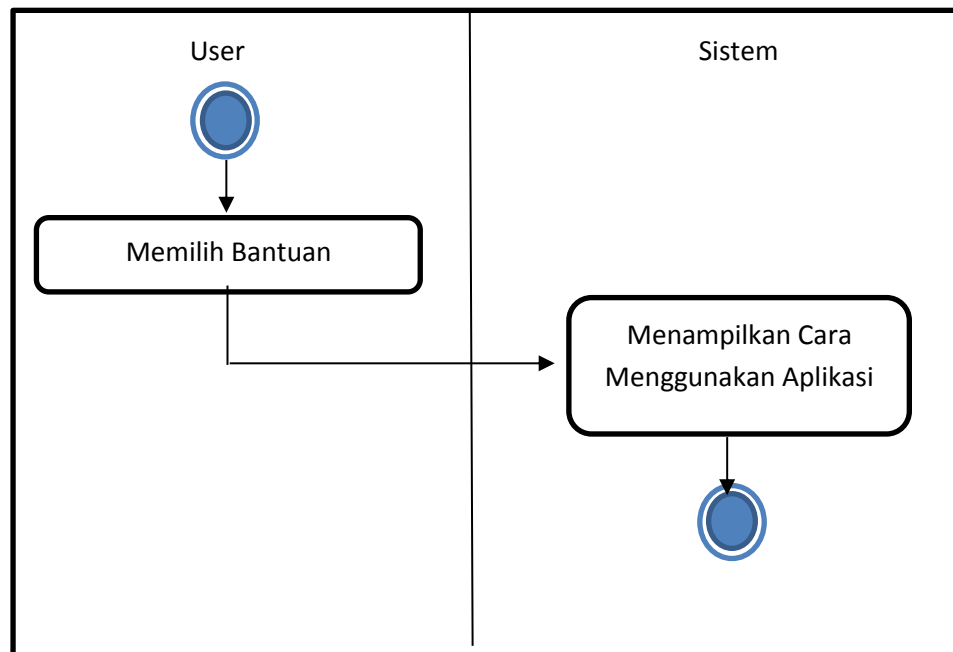 User
Sistem
Memilih Bantuan
Menampilkan Cara
Menggunakan Aplikasi